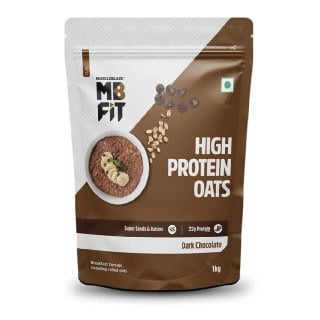 MUSCLEBLAZE
MB
FIT
HIGH
PROTEIN
OATS
Super Seeds & Raisins
22g Protein
Dark Chocolate
Breakfast Cereals
including rolled oats
1kg